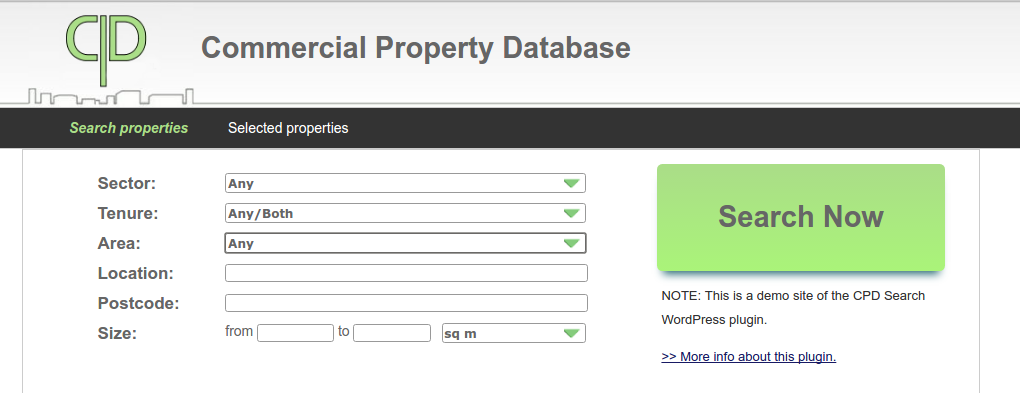 CPD
Commercial Property Database
Search properties
Selected properties
Sector:
Any
Tenure:
Any/Both
Area:
Any
Location:
Postcode:
Size:
from
to
sq m
Search Now
NOTE: This is a demo site of the CPD Search
WordPress plugin.
>> More info about this plugin.